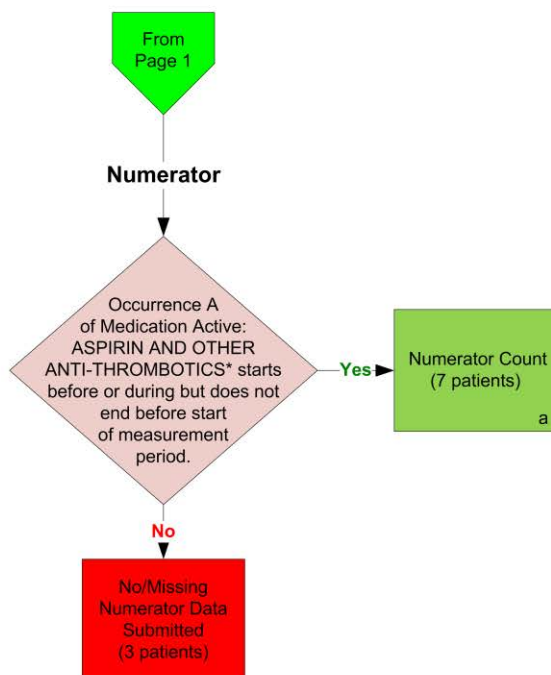 From
Page 1
Numerator
Occurrence A
of Medication Active:
ASPIRIN AND OTHER
ANTI-THROMBOTICS* starts
before or during but does not
end before start
of measurement
period.
Yes
Numerator Count
(7 patients)
a
No
No/Missing
Numerator Data
Submitted
(3 patients)